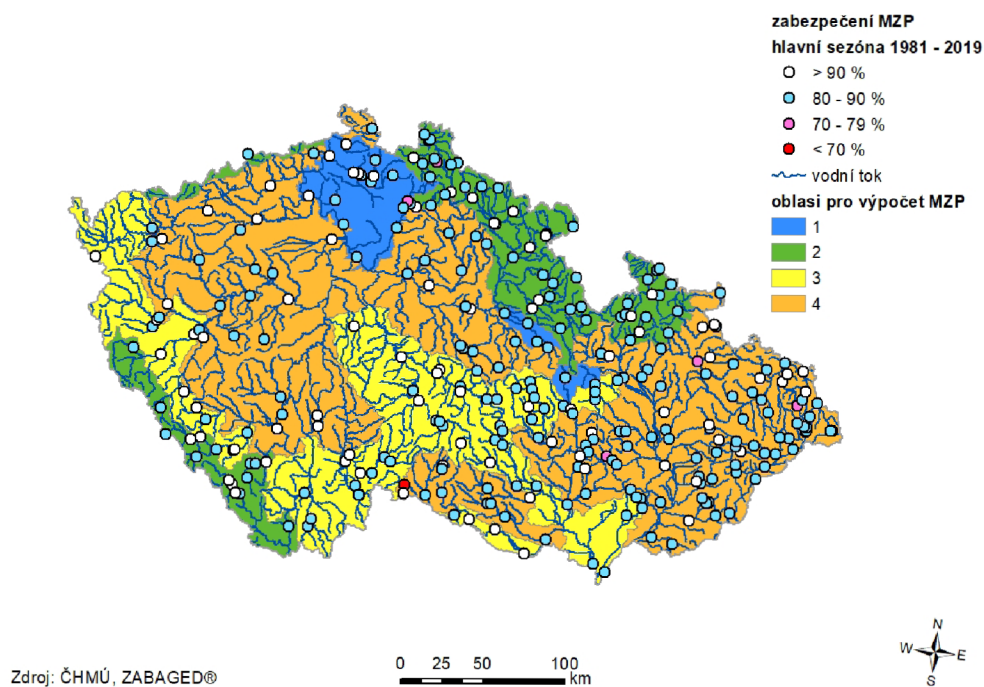 zabezpečení MZP
hlavní sezóna 1981 - 2019
> 90 %
80 - 90 %
70 - 79 %
< 70 %
vodní tok
oblasi pro výpočet MZP
1
2
3
4
N
W E
S
0 25 50 100
km
Zdroj: ČHMÚ, ZABAGED®